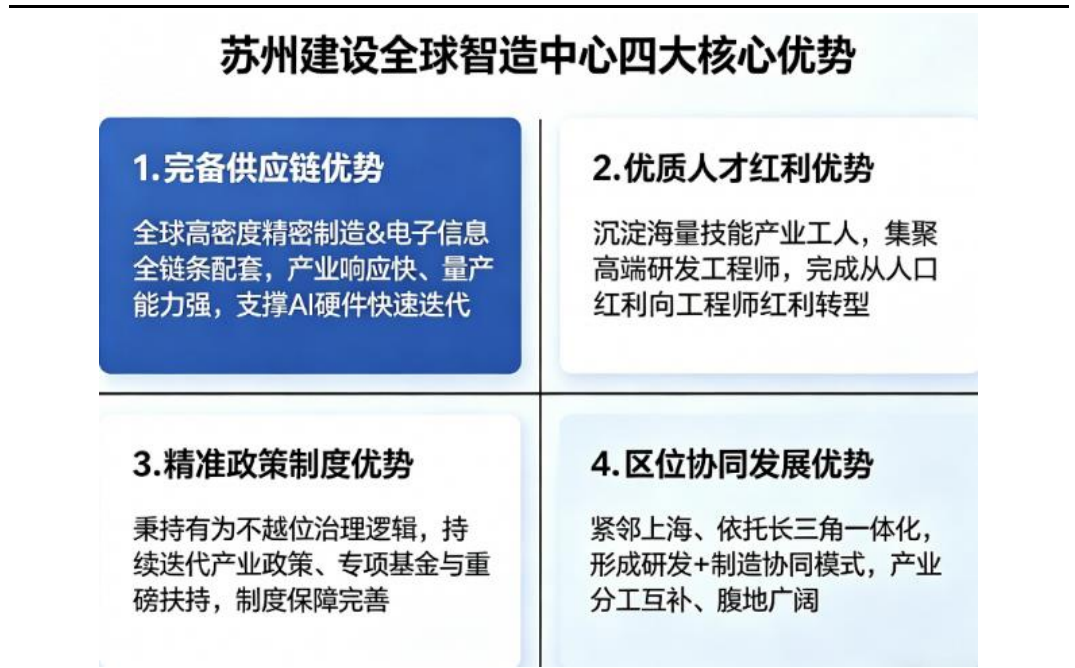 苏州建设全球智造中心四大核心优势
1.完备供应链优势
全球高密度精密制造&电子信息
全链条配套，产业响应快、量产
能力强，支撑AI硬件快速迭代
2.优质人才红利优势
沉淀海量技能产业工人，集聚
高端研发工程师，完成从人口
红利向工程师红利转型
3.精准政策制度优势
秉持有为不越位治理逻辑，持
续迭代产业政策、专项基金与重
磅扶持，制度保障完善
4.区位协同发展优势
紧邻上海、依托长三角一体化，
形成研发+制造协同模式，产业
分工互补、腹地广阔